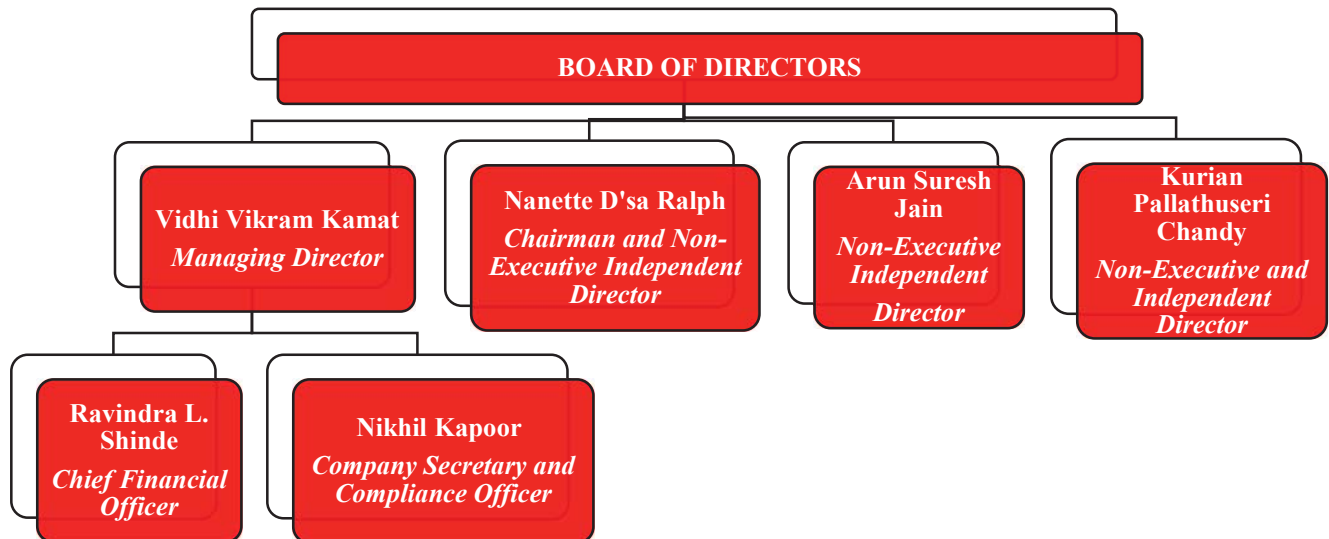 BOARD OF DIRECTORS
Vidhi Vikram Kamat
Managing Director
Nanette D'sa Ralph
Chairman and Non-
Executive Independent
Director
Arun Suresh
Jain
Non-Executive
Independent
Director
Kurian
Pallathuseri
Chandy
Non-Executive and
Independent
Director
Ravindra L.
Shinde
Chief Financial
Officer
Nikhil Kapoor
Company Secretary and
Compliance Officer